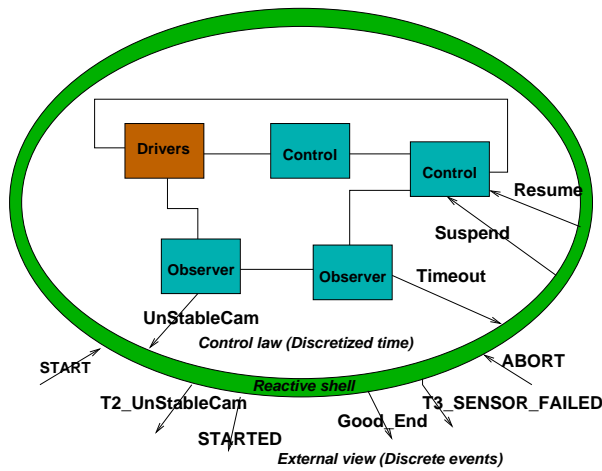 Drivers
Control
Control
Resume
Suspend
Observer
Observer
Timeout
UnStableCam
Control law (Discretized time)
START
ABORT
Reactive shell
T2_UnStableCam
T3_SENSOR_FAILED
Good_End
STARTED
External view (Discrete events)